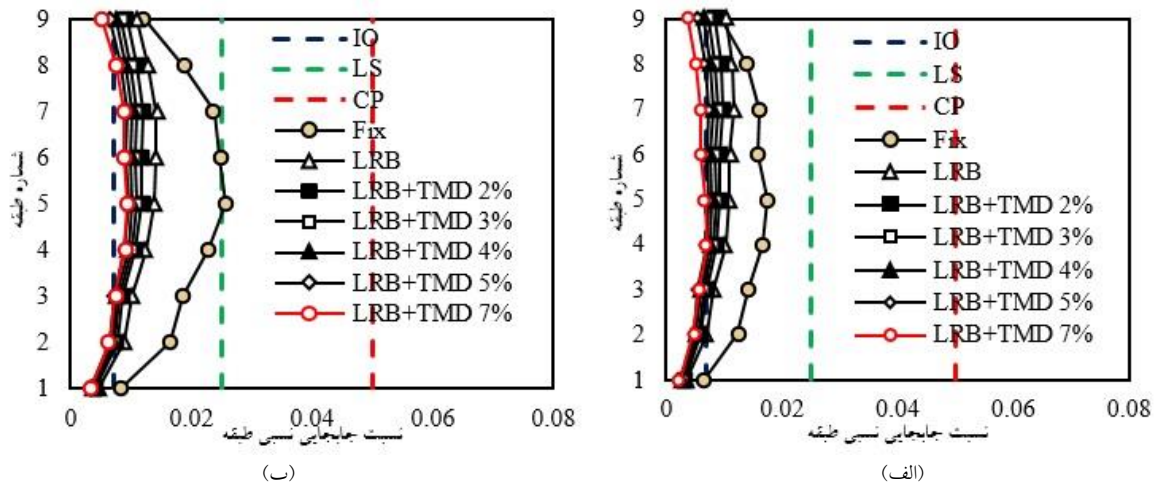 9
8
7
6
5
4
3
2
1
شماره طبقه
0
0.02
0.04
0.06
0.08
نسبت جابجایی نسبی طبقه
IO
LS
CP
Fix
LRB
LRB+TMD 2%
LRB+TMD 3%
LRB+TMD 4%
LRB+TMD 5%
LRB+TMD 7%
(الف)
9
8
7
6
5
4
3
2
1
شماره طبقه
0
0.02
0.04
0.06
0.08
نسبت جابجایی نسبی طبقه
IO
LS
CP
Fix
LRB
LRB+TMD 2%
LRB+TMD 3%
LRB+TMD 4%
LRB+TMD 5%
LRB+TMD 7%
(ب)